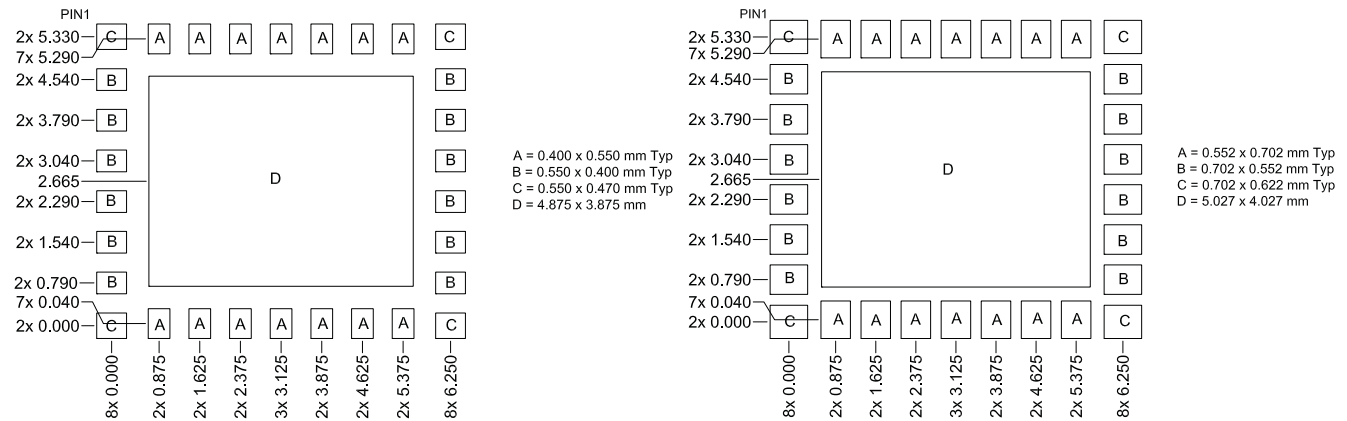 PIN1
2x 5.330 C A A A A A A A C
7x 5.290
2x 4.540 B B
2x 3.790 B B
2x 3.040 B B
2.665 D
2x 2.290 B B
2x 1.540 B B
2x 0.790 B B
7x 0.040
2x 0.000 C A A A A A A A C
8x 0.000
2x 0.875
2x 1.625
2x 2.375
3x 3.125
2x 3.875
2x 4.625
2x 5.375
8x 6.250
A = 0.400 x 0.550 mm Typ
B = 0.550 x 0.400 mm Typ
C = 0.550 x 0.470 mm Typ
D = 4.875 x 3.875 mm
PIN1
2x 5.330 C A A A A A A A C
7x 5.290
2x 4.540 B B
2x 3.790 B B
2x 3.040 B B
2.665 D
2x 2.290 B B
2x 1.540 B B
2x 0.790 B B
7x 0.040
2x 0.000 C A A A A A A A C
8x 0.000
2x 0.875
2x 1.625
2x 2.375
3x 3.125
2x 3.875
2x 4.625
2x 5.375
8x 6.250
A = 0.552 x 0.702 mm Typ
B = 0.702 x 0.552 mm Typ
C = 0.702 x 0.622 mm Typ
D = 5.027 x 4.027 mm